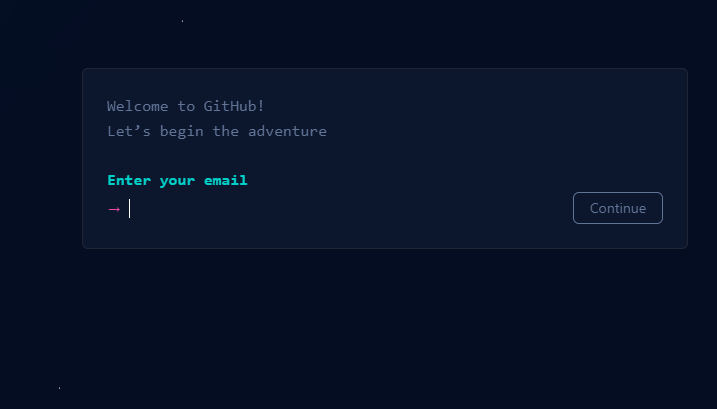 Welcome to GitHub!
Let’s begin the adventure
Enter your email
→
Continue